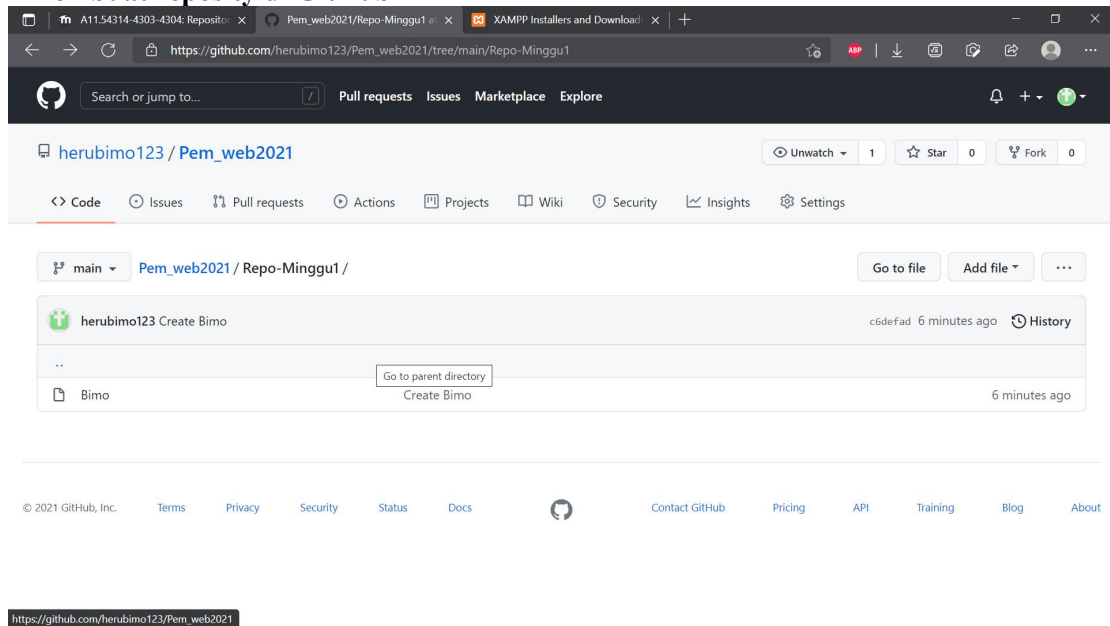 A11.54314-4303-4304: Repositor
Pem_web2021/Repo-Minggu1 a
XAMPP Installers and Download
https://github.com/herubimo123/Pem_web2021/tree/main/Repo-Minggu1
ABP
Search or jump to...
/
Pull requests Issues Marketplace Explore
herubimo123 / Pem_web2021
Unwatch 1 Star 0 Fork 0
Code Issues Pull requests Actions Projects Wiki Security Insights Settings
main Pem_web2021 / Repo-Minggu1 / Go to file Add file ...
herubimo123 Create Bimo c6defad 6 minutes ago History
..
Go to parent directory
Bimo Create Bimo 6 minutes ago
© 2021 GitHub, Inc. Terms Privacy Security Status Docs Contact GitHub Pricing API Training Blog About
https://github.com/herubimo123/Pem_web2021